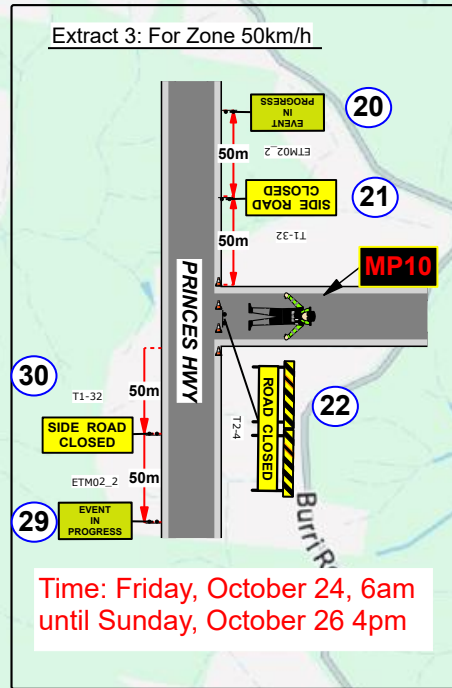 Extract 3: For Zone 50km/h
EVENT
IN
PROGRESS
20
50m
ETM02_2
SIDE ROAD
CLOSED
21
50m
T1-32
MP10
PRINCES HWY
30
T1-32
50m
ROAD CLOSED
22
T2-4
SIDE ROAD
CLOSED
ETM02_2
50m
29
EVENT
IN
PROGRESS
Burri R
Time: Friday, October 24, 6am
until Sunday, October 26 4pm